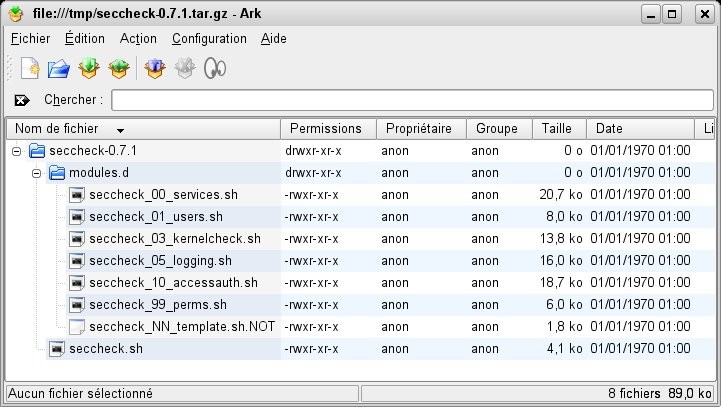 file:///tmp/seccheck-0.7.1.tar.gz - Ark
Fichier Édition Action Configuration Aide
Chercher :
Nom de fichier Permissions Propriétaire Groupe Taille Date Li
seccheck-0.7.1 drwxr-xr-x anon anon 0 o 01/01/1970 01:00
modules.d drwxr-xr-x anon anon 0 o 01/01/1970 01:00
seccheck_00_services.sh -rwxr-xr-x anon anon 20,7 ko 01/01/1970 01:00
seccheck_01_users.sh -rwxr-xr-x anon anon 8,0 ko 01/01/1970 01:00
seccheck_03_kernelcheck.sh -rwxr-xr-x anon anon 13,8 ko 01/01/1970 01:00
seccheck_05_logging.sh -rwxr-xr-x anon anon 16,0 ko 01/01/1970 01:00
seccheck_10_accessauth.sh -rwxr-xr-x anon anon 18,7 ko 01/01/1970 01:00
seccheck_99_perms.sh -rwxr-xr-x anon anon 6,0 ko 01/01/1970 01:00
seccheck_NN_template.sh.NOT -rwxr-xr-x anon anon 1,8 ko 01/01/1970 01:00
seccheck.sh -rwxr-xr-x anon anon 4,1 ko 01/01/1970 01:00
Aucun fichier sélectionné 8 fichiers 89,0 ko